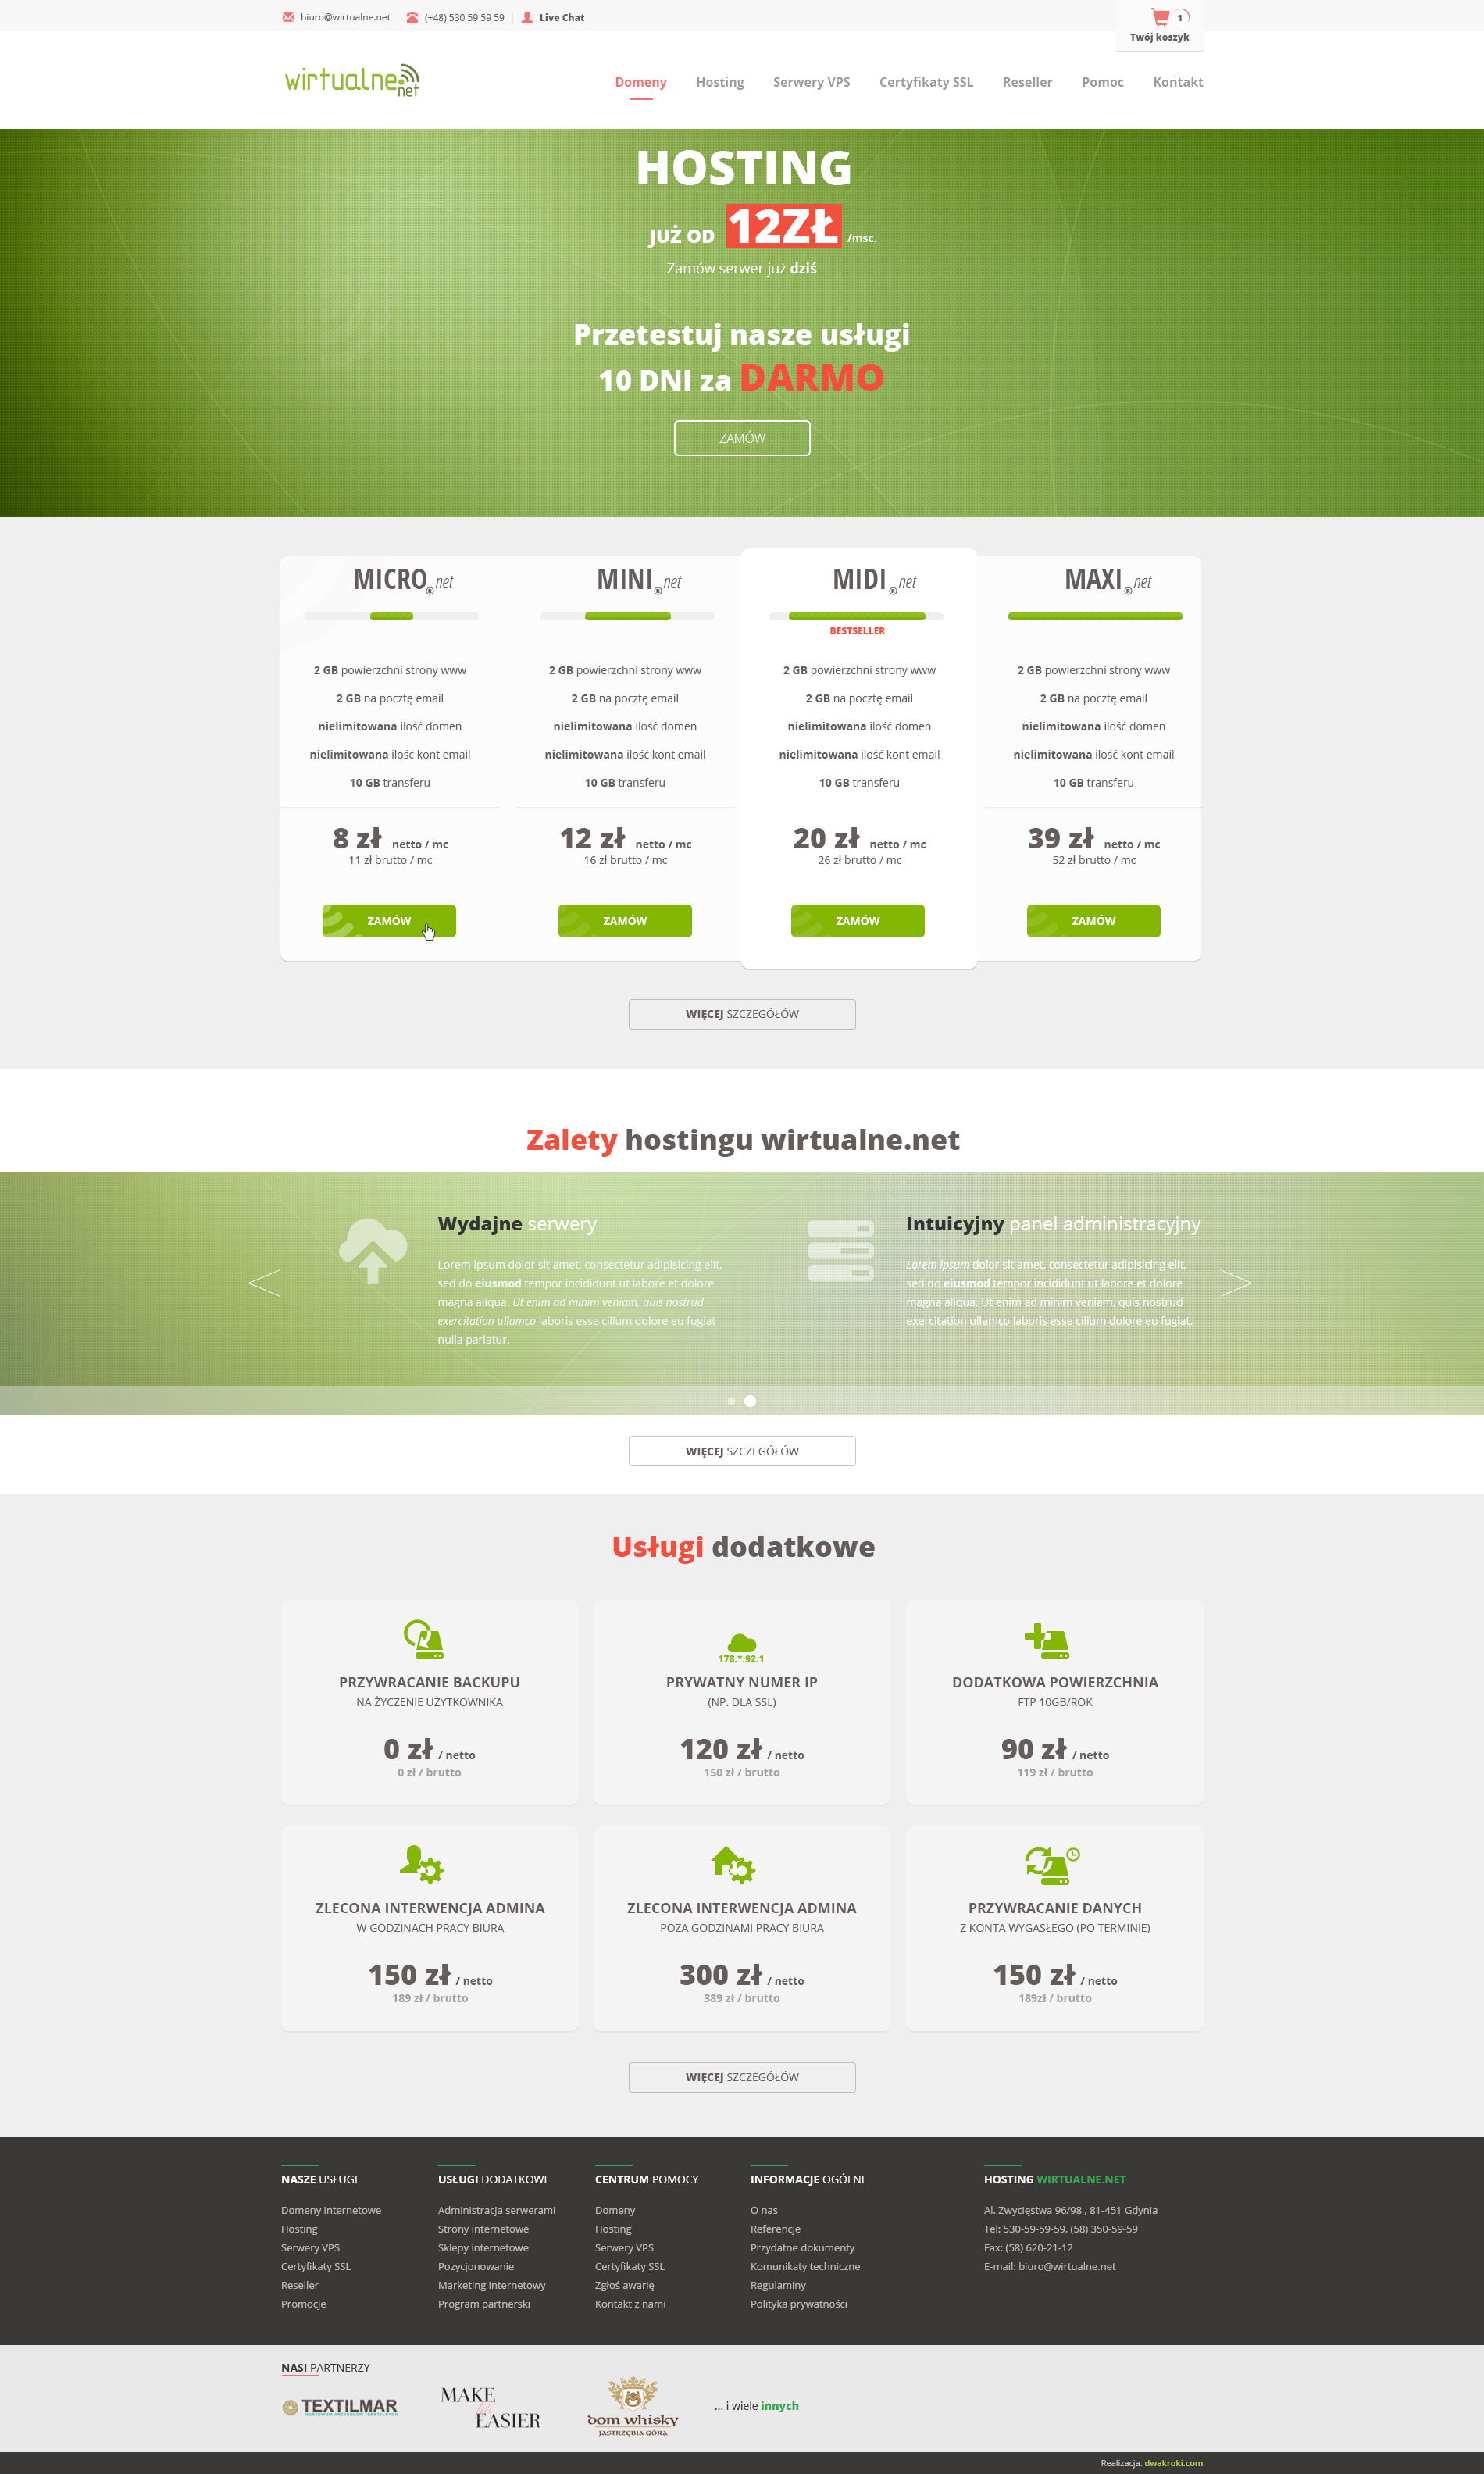 biuro@wirtualne.net (+48) 530 59 59 59 Live Chat
1
Twój koszyk
wirtualne.net
Domeny Hosting Serwery VPS Certyfikaty SSL Reseller Pomoc Kontakt
HOSTING
JUŻ OD 12ZŁ /msc.
Zamów serwer już dziś
Przetestuj nasze usługi
10 DNI za DARMO
ZAMÓW
MICRO®net
2 GB powierzchni strony www
2 GB na pocztę email
nielimitowana ilość domen
nielimitowana ilość kont email
10 GB transferu
8 zł netto / mc
11 zł brutto / mc
ZAMÓW
MINI®net
2 GB powierzchni strony www
2 GB na pocztę email
nielimitowana ilość domen
nielimitowana ilość kont email
10 GB transferu
12 zł netto / mc
16 zł brutto / mc
ZAMÓW
MIDI®net
BESTSELLER
2 GB powierzchni strony www
2 GB na pocztę email
nielimitowana ilość domen
nielimitowana ilość kont email
10 GB transferu
20 zł netto / mc
26 zł brutto / mc
ZAMÓW
MAXI®net
2 GB powierzchni strony www
2 GB na pocztę email
nielimitowana ilość domen
nielimitowana ilość kont email
10 GB transferu
39 zł netto / mc
52 zł brutto / mc
ZAMÓW
WIĘCEJ SZCZEGÓŁÓW
Zalety hostingu wirtualne.net
Wydajne serwery
Lorem ipsum dolor sit amet, consectetur adipisicing elit,
sed do eiusmod tempor incididunt ut labore et dolore
magna aliqua. Ut enim ad minim veniam, quis nostrud
exercitation ullamco laboris esse cillum dolore eu fugiat
nulla pariatur.
Intuicyjny panel administracyjny
Lorem ipsum dolor sit amet, consectetur adipisicing elit,
sed do eiusmod tempor incididunt ut labore et dolore
magna aliqua. Ut enim ad minim veniam, quis nostrud
exercitation ullamco laboris esse cillum dolore eu fugiat.
WIĘCEJ SZCZEGÓŁÓW
Usługi dodatkowe
PRZYWRACANIE BACKUPU
NA ŻYCZENIE UŻYTKOWNIKA
0 zł / netto
0 zł / brutto
178.*.92.1
PRYWATNY NUMER IP
(NP. DLA SSL)
120 zł / netto
150 zł / brutto
DODATKOWA POWIERZCHNIA
FTP 10GB/ROK
90 zł / netto
119 zł / brutto
ZLECONA INTERWENCJA ADMINA
W GODZINACH PRACY BIURA
150 zł / netto
189 zł / brutto
ZLECONA INTERWENCJA ADMINA
POZA GODZINAMI PRACY BIURA
300 zł / netto
389 zł / brutto
PRZYWRACANIE DANYCH
Z KONTA WYGASŁEGO (PO TERMINIE)
150 zł / netto
189zł / brutto
WIĘCEJ SZCZEGÓŁÓW
NASZE USŁUGI
Domeny internetowe
Hosting
Serwery VPS
Certyfikaty SSL
Reseller
Promocje
USŁUGI DODATKOWE
Administracja serwerami
Strony internetowe
Sklepy internetowe
Pozycjonowanie
Marketing internetowy
Program partnerski
CENTRUM POMOCY
Domeny
Hosting
Serwery VPS
Certyfikaty SSL
Zgłoś awarię
Kontakt z nami
INFORMACJE OGÓLNE
O nas
Referencje
Przydatne dokumenty
Komunikaty techniczne
Regulaminy
Polityka prywatności
HOSTING WIRTUALNE.NET
Al. Zwycięstwa 96/98 , 81-451 Gdynia
Tel: 530-59-59-59, (58) 350-59-59
Fax: (58) 620-21-12
E-mail: biuro@wirtualne.net
NASI PARTNERZY
TEXTILMAR
HURTOWNIA ARTYKUŁÓW TEKSTYLNYCH
MAKE
EASIER
Dom whisky
JASTRZĘBIA GÓRA
... i wiele innych
Realizacja: dwakroki.com